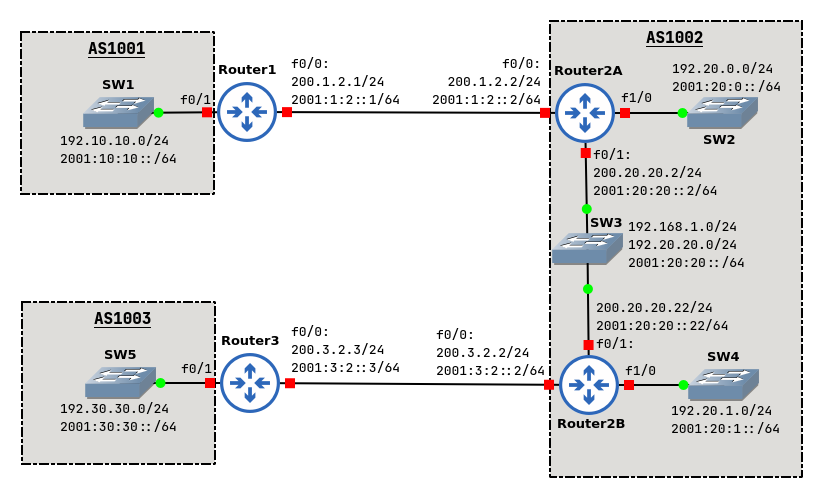 AS1001
SW1
f0/1
192.10.10.0/24
2001:10:10::/64
Router1
f0/0:
200.1.2.1/24
2001:1:2::1/64
f0/0:
200.1.2.2/24
2001:1:2::2/64
AS1002
Router2A
f1/0
192.20.0.0/24
2001:20:0::/64
SW2
f0/1:
200.20.20.2/24
2001:20:20::2/64
SW3
192.168.1.0/24
192.20.20.0/24
2001:20:20::/64
200.20.20.22/24
2001:20:20::22/64
f0/1:
AS1003
SW5
f0/1
192.30.30.0/24
2001:30:30::/64
Router3
f0/0:
200.3.2.3/24
2001:3:2::3/64
f0/0:
200.3.2.2/24
2001:3:2::2/64
Router2B
f1/0
SW4
192.20.1.0/24
2001:20:1::/64